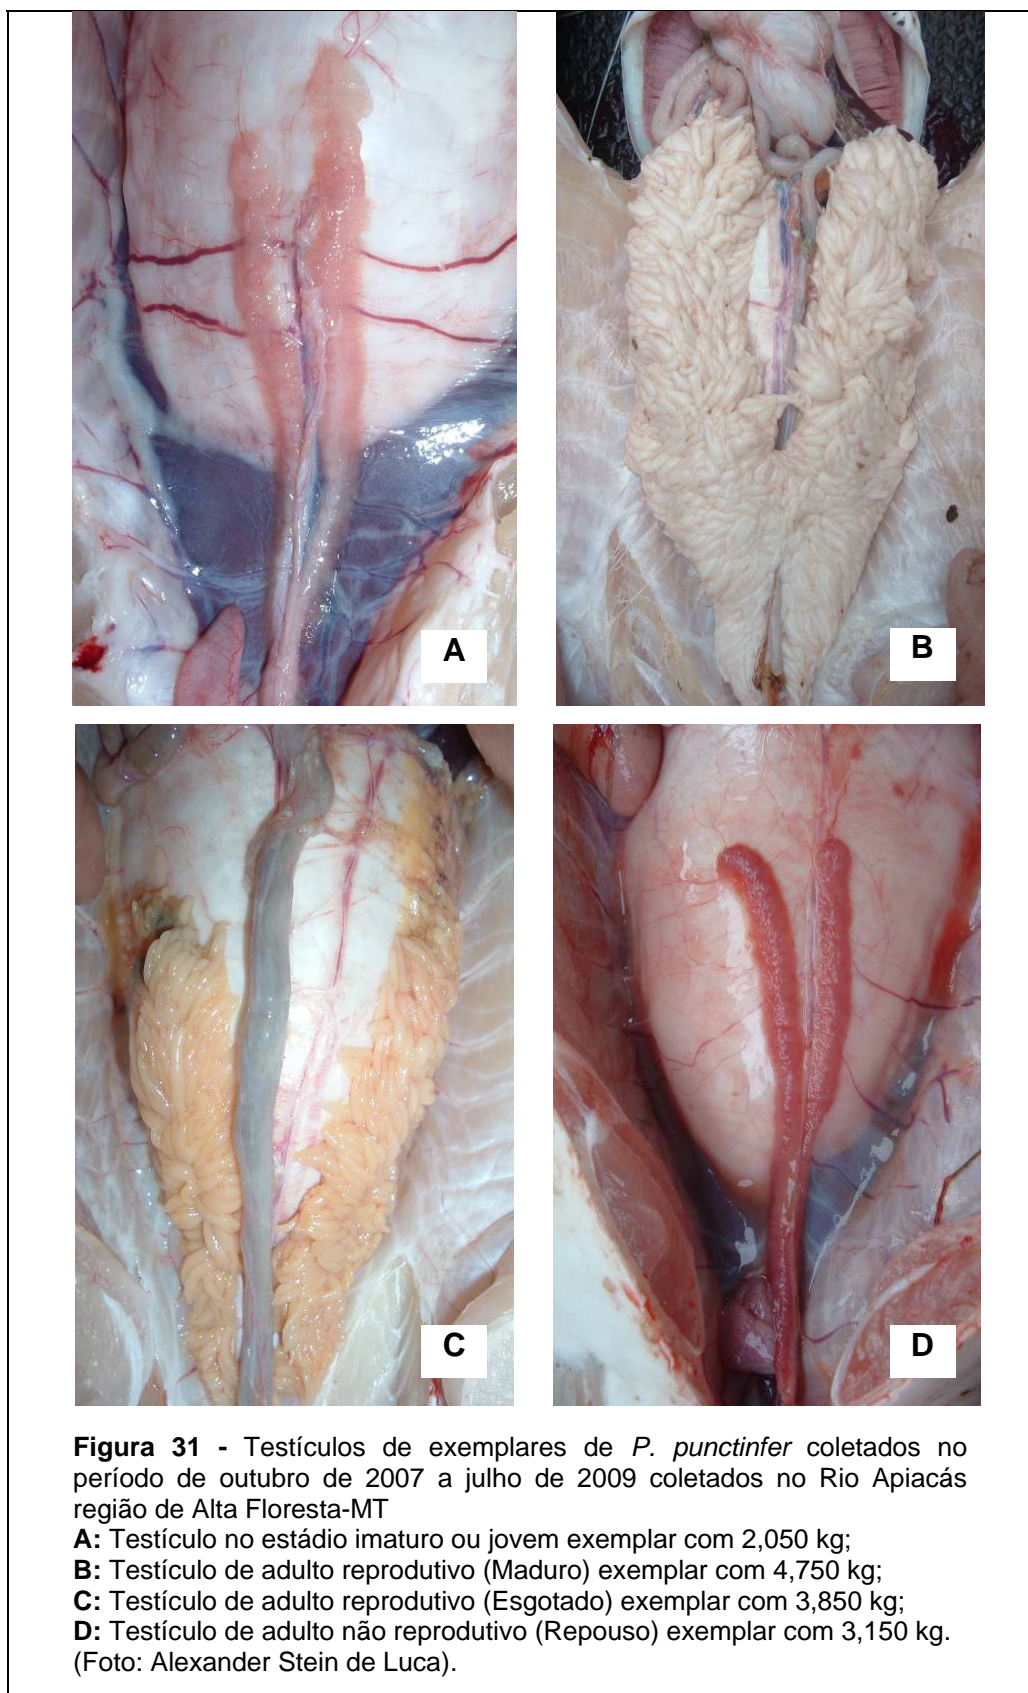 A
B
C
D
Figura 31 - Testículos de exemplares de P. punctinfer coletados no
período de outubro de 2007 a julho de 2009 coletados no Rio Apiacás
região de Alta Floresta-MT
A: Testículo no estádio imaturo ou jovem exemplar com 2,050 kg;
B: Testículo de adulto reprodutivo (Maduro) exemplar com 4,750 kg;
C: Testículo de adulto reprodutivo (Esgotado) exemplar com 3,850 kg;
D: Testículo de adulto não reprodutivo (Repouso) exemplar com 3,150 kg.
(Foto: Alexander Stein de Luca).